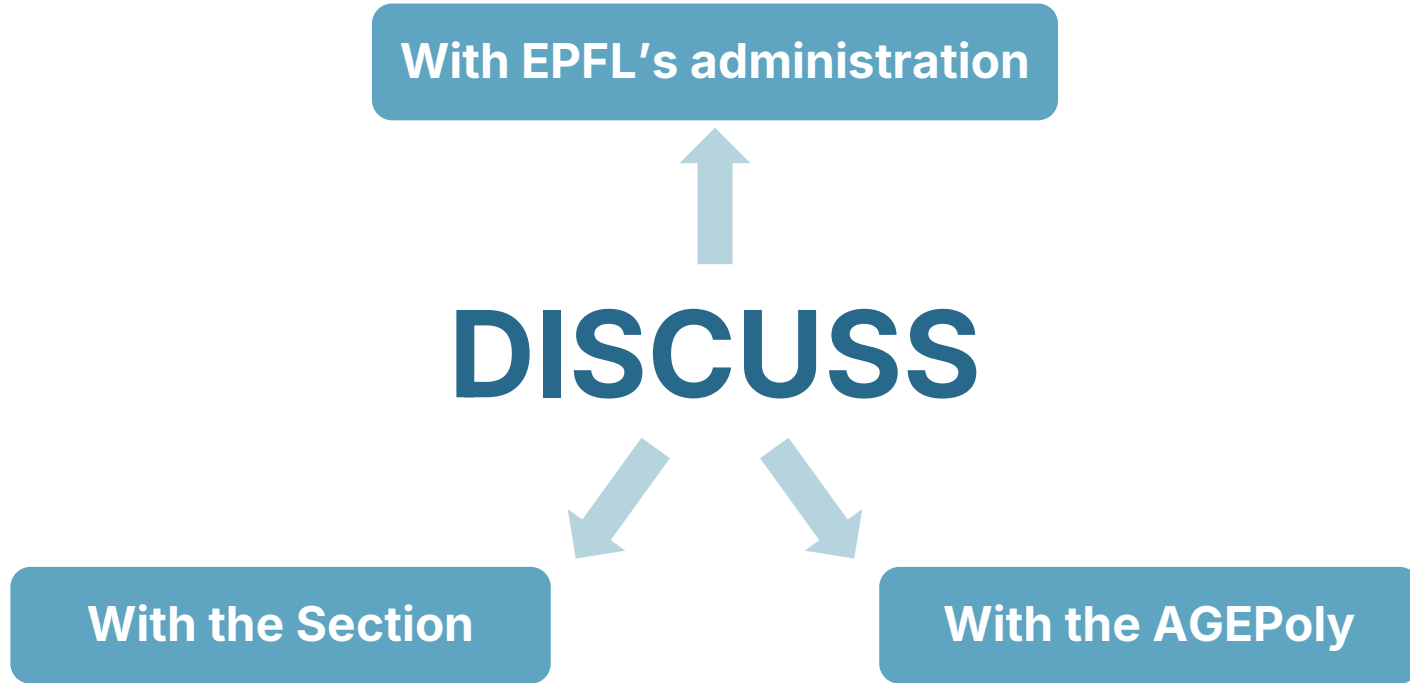 With EPFL’s administration
DISCUSS
With the Section
With the AGEPoly